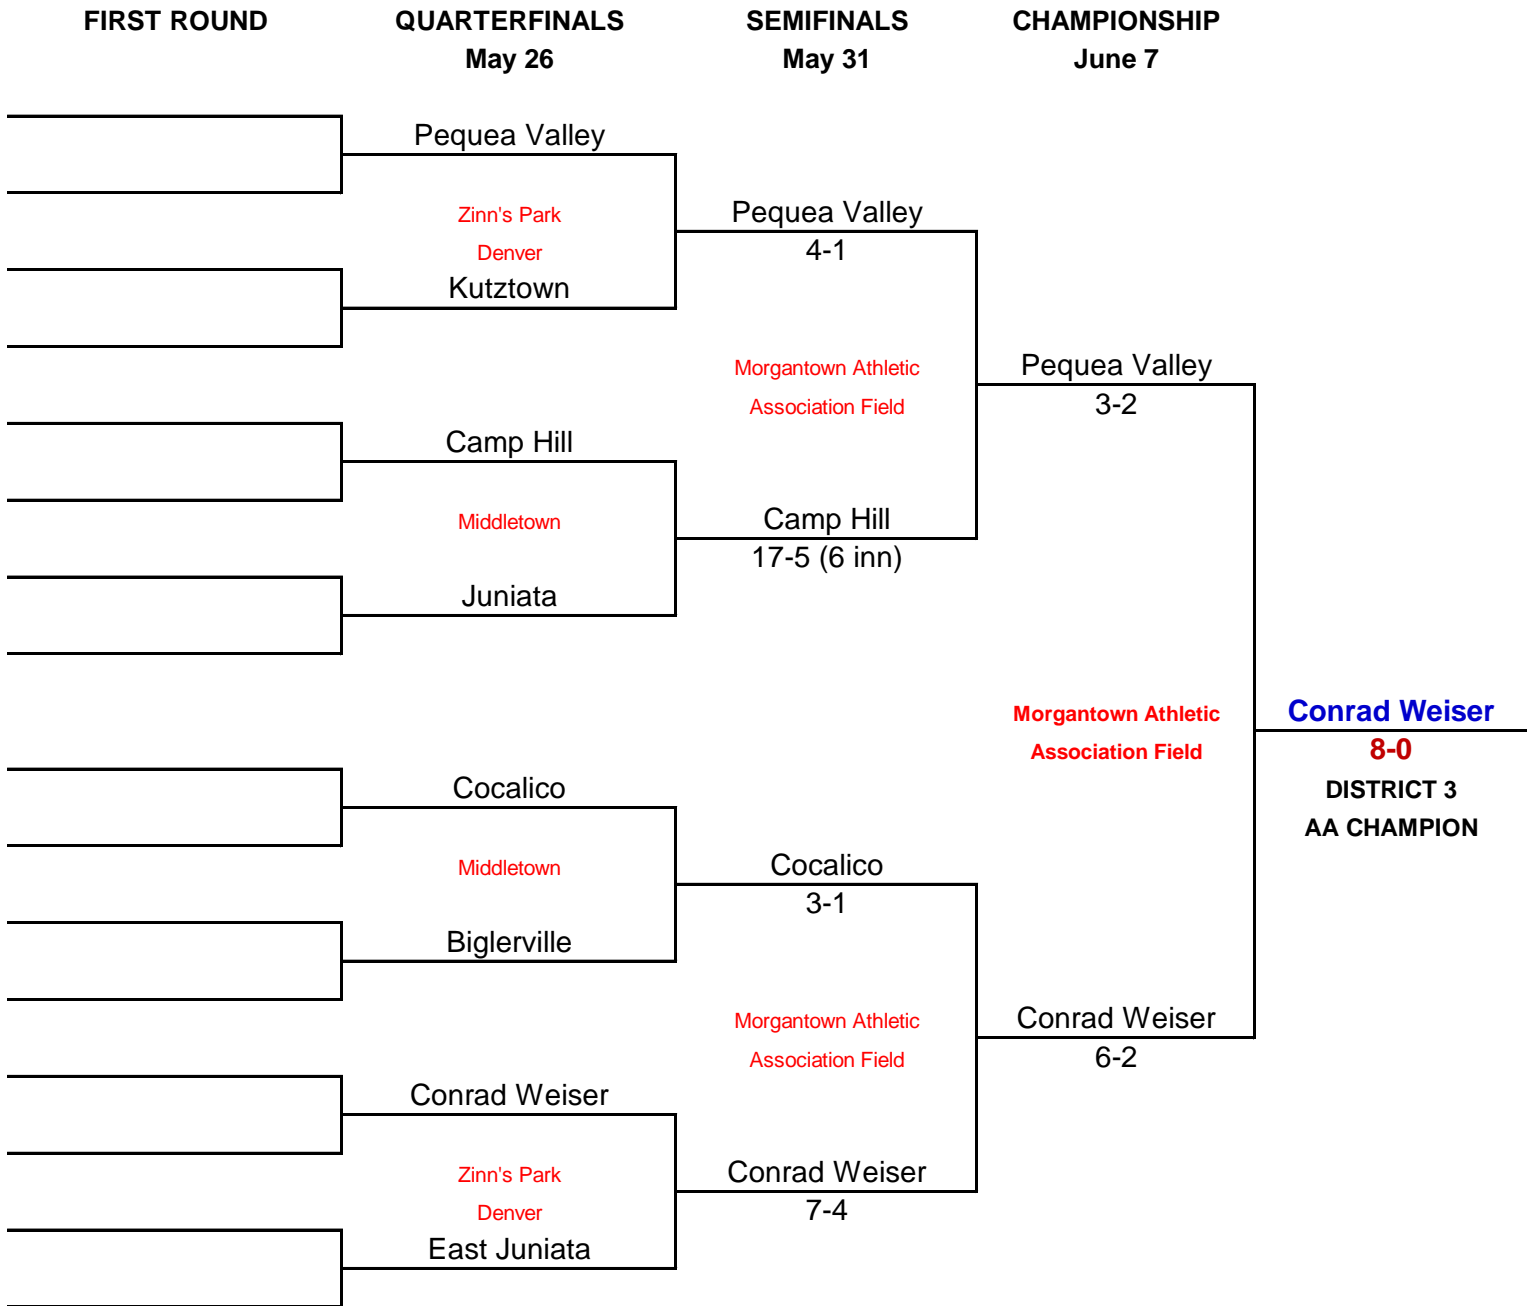 FIRST ROUND
QUARTERFINALS
SEMIFINALS
CHAMPIONSHIP
May 26
May 31
June 7
Pequea Valley
Zinn's Park
Denver
Kutztown
Pequea Valley
4-1
Camp Hill
Middletown
Juniata
Camp Hill
17-5 (6 inn)
Morgantown Athletic
Association Field
Pequea Valley
3-2
Cocalico
Middletown
Biglerville
Cocalico
3-1
Conrad Weiser
Zinn's Park
Denver
East Juniata
Conrad Weiser
7-4
Morgantown Athletic
Association Field
Conrad Weiser
6-2
Morgantown Athletic
Association Field
Conrad Weiser
8-0
DISTRICT 3
AA CHAMPION